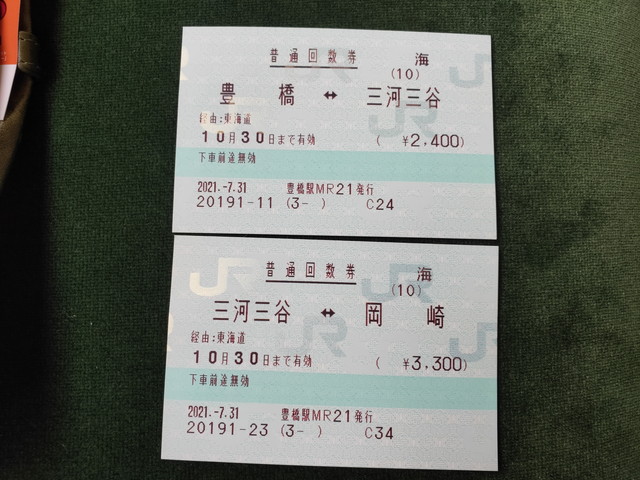 普通回数券 海
(10)
豊橋 ↔ 三河三谷
経由:東海道
10月30日まで有効 ( ¥2,400)
下車前途無効
2021.-7.31 豊橋駅MR21発行
20191-11 (3- ) C24
普通回数券 海
(10)
三河三谷 ↔ 岡崎
経由:東海道
10月30日まで有効 ( ¥3,300)
下車前途無効
2021.-7.31 豊橋駅MR21発行
20191-23 (3- ) C34